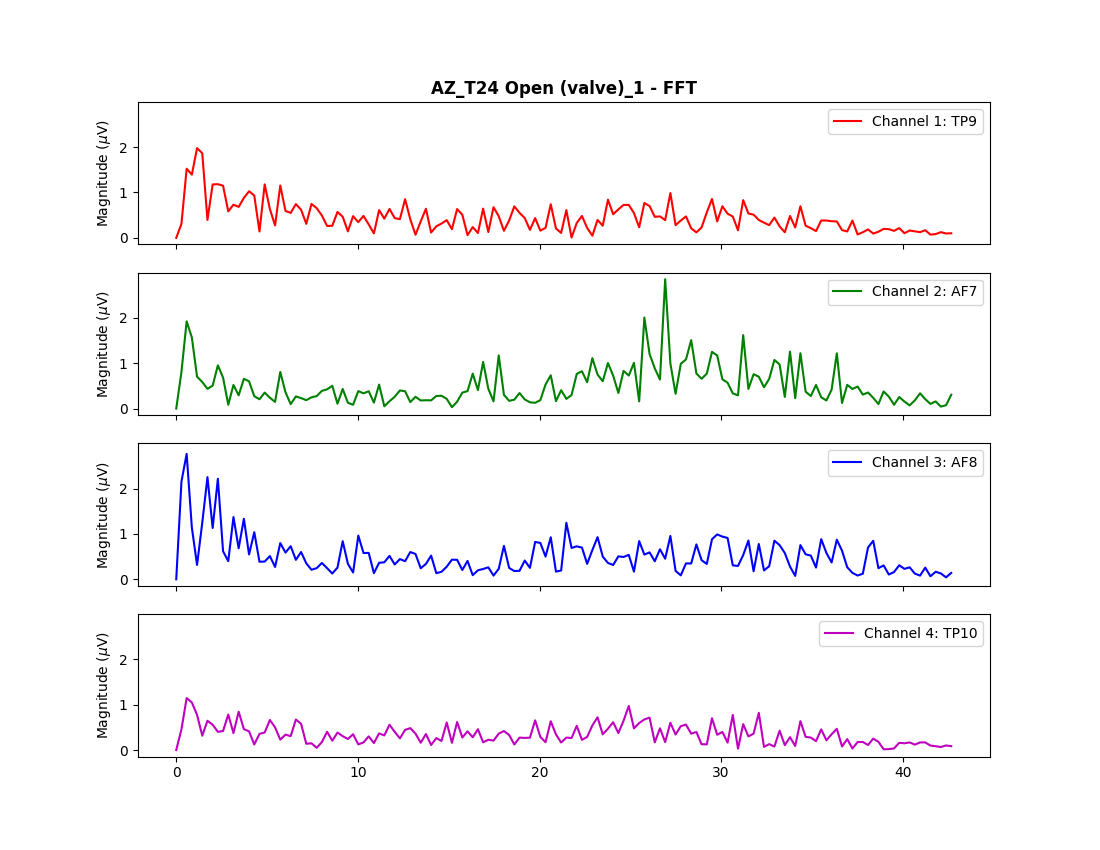 AZ_T24 Open (valve)_1 - FFT
Magnitude (μV)
2
1
0
Channel 1: TP9
Magnitude (μV)
2
1
0
Channel 2: AF7
Magnitude (μV)
2
1
0
Channel 3: AF8
Magnitude (μV)
2
1
0
Channel 4: TP10
0 10 20 30 40